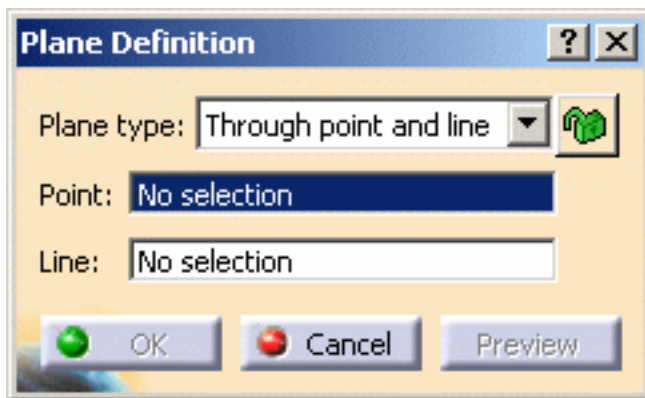 Plane Definition ? X
Plane type: Through point and line
Point: No selection
Line: No selection
OK Cancel Preview